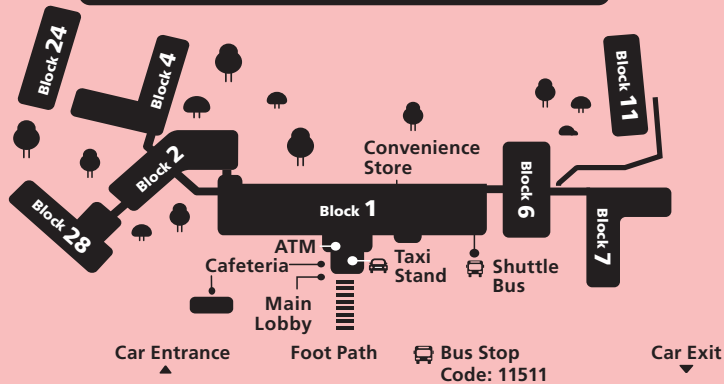 Block 24
Block 4
Block 11
Convenience
Store
Block 2
Block 6
Block 1
Block 28
Block 7
ATM
Cafeteria
Taxi
Stand
Shuttle
Bus
Main
Lobby
Car Entrance
Foot Path
Bus Stop
Code: 11511
Car Exit